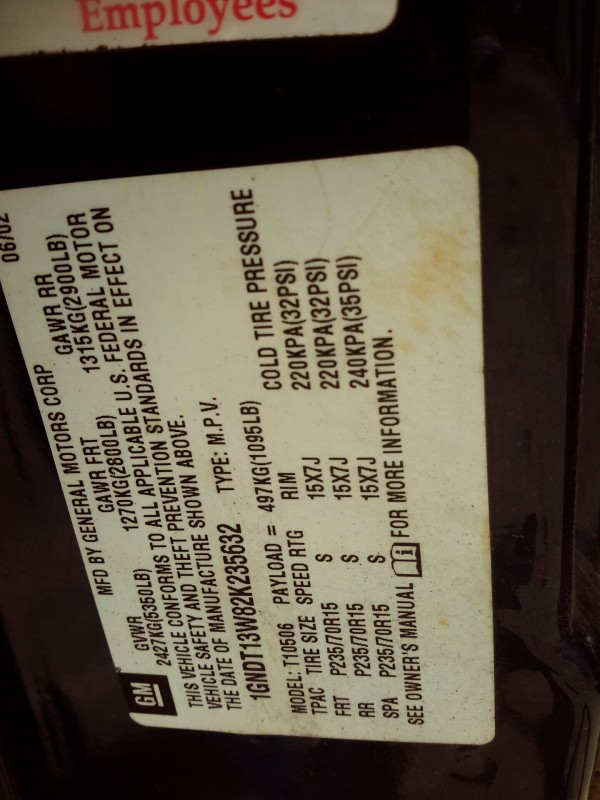 Employees
GM
MFD BY GENERAL MOTORS CORP 06/02
GVWR GAWR FRT GAWR RR
2427KG(5350LB) 1270KG(2800LB) 1315KG(2900LB)
THIS VEHICLE CONFORMS TO ALL APPLICABLE U.S. FEDERAL MOTOR
VEHICLE SAFETY AND THEFT PREVENTION STANDARDS IN EFFECT ON
THE DATE OF MANUFACTURE SHOWN ABOVE.
1GNDT13W82K235632 TYPE: M.P.V.
MODEL: T10506 PAYLOAD = 497KG(1095LB)
TPAC TIRE SIZE SPEED RTG RIM COLD TIRE PRESSURE
FRT P235/70R15 S 15X7J 220KPA(32PSI)
RR P235/70R15 S 15X7J 220KPA(32PSI)
SPA P235/70R15 S 15X7J 240KPA(35PSI)
SEE OWNER'S MANUAL FOR MORE INFORMATION.